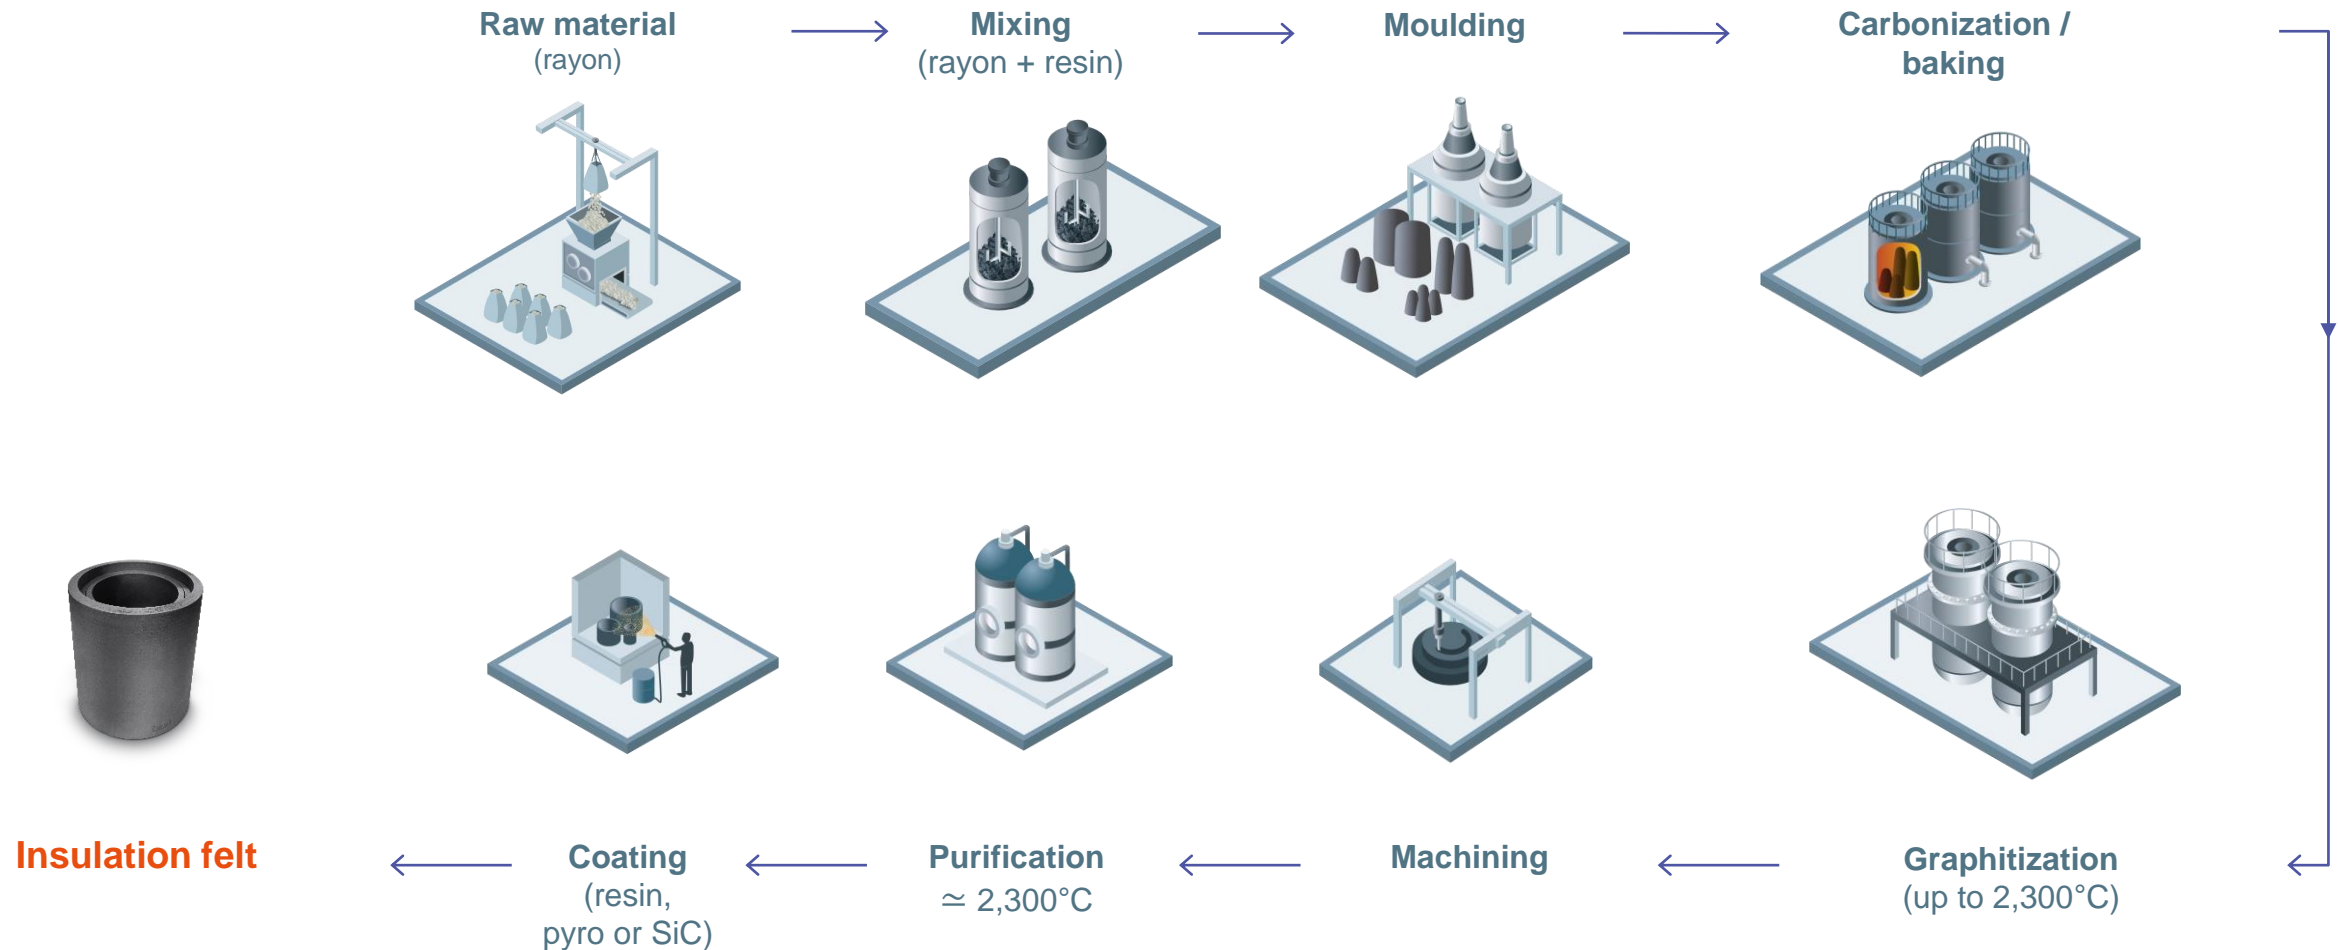 Raw material
(rayon)
Mixing
(rayon + resin)
Moulding
Carbonization /
baking
Insulation felt
Coating
(resin,
pyro or SiC)
Purification
≃ 2,300°C
Machining
Graphitization
(up to 2,300°C)